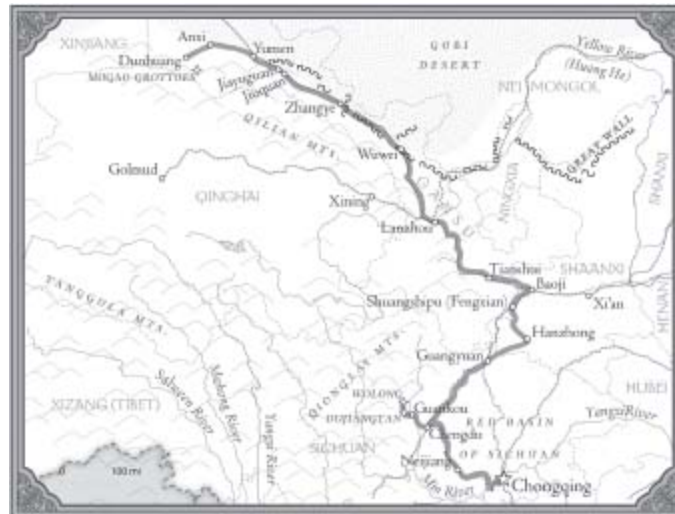 XINJIANG
Anxi
Yumen
Dunhuang
MOGAO GROTTOES
Jiayuguan
Jiuquan
GOBI
DESERT
Yellow River
(Huang He)
NEI MONGOL
Zhangye
QILIAN MTS.
Wuwei
GREAT WALL
Golmud
QINGHAI
Xining
GANSU
NINGXIA
SHANXI
Lanzhou
Tianshui
SHAANXI
Baoji
Xi'an
HENAN
Shuangshipu (Fengxian)
Hanzhong
TANGGULA MTS.
QIONGLAY MTS.
Guangyuan
XIZANG (TIBET)
Salween River
Mekong River
Yangzi River
WOLONG
Guankou
DUJIANGYAN
Chengdu
RED BASIN
OF SICHUAN
HUBEI
Yangzi River
SICHUAN
Neijiang
Min River
Chongqing
0
100 mi